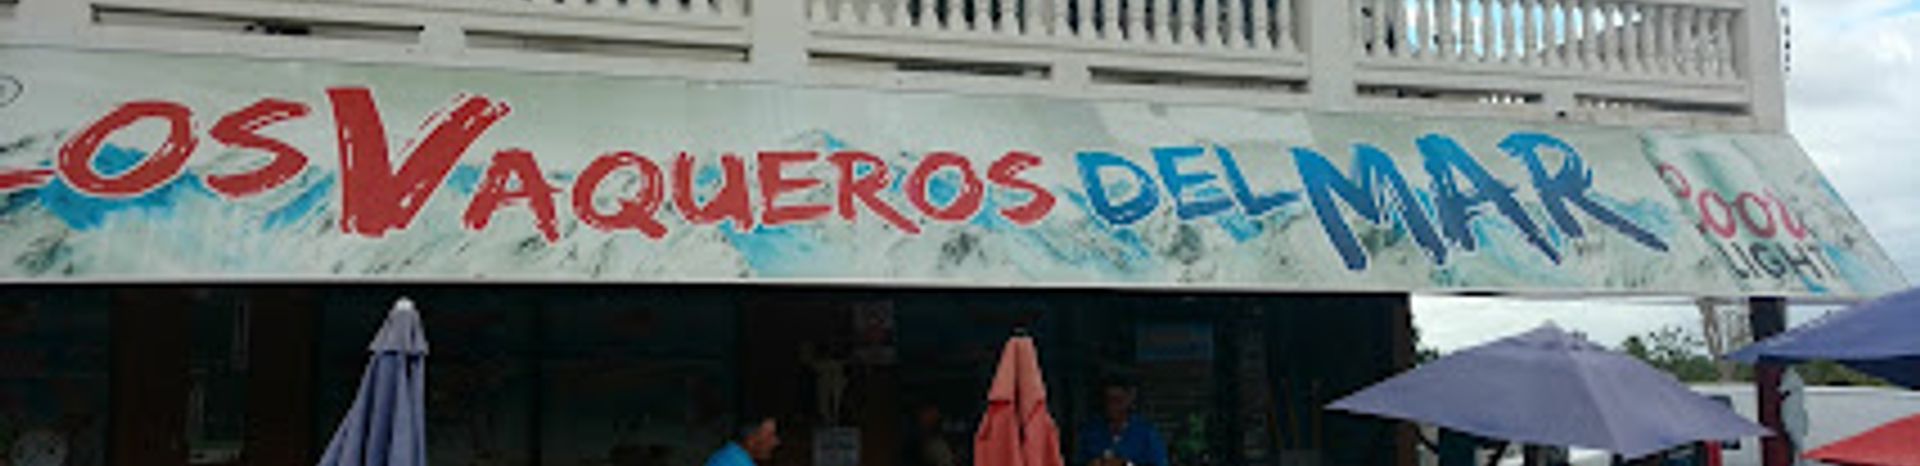 LOS VAQUEROS DEL MAR
LIGHT